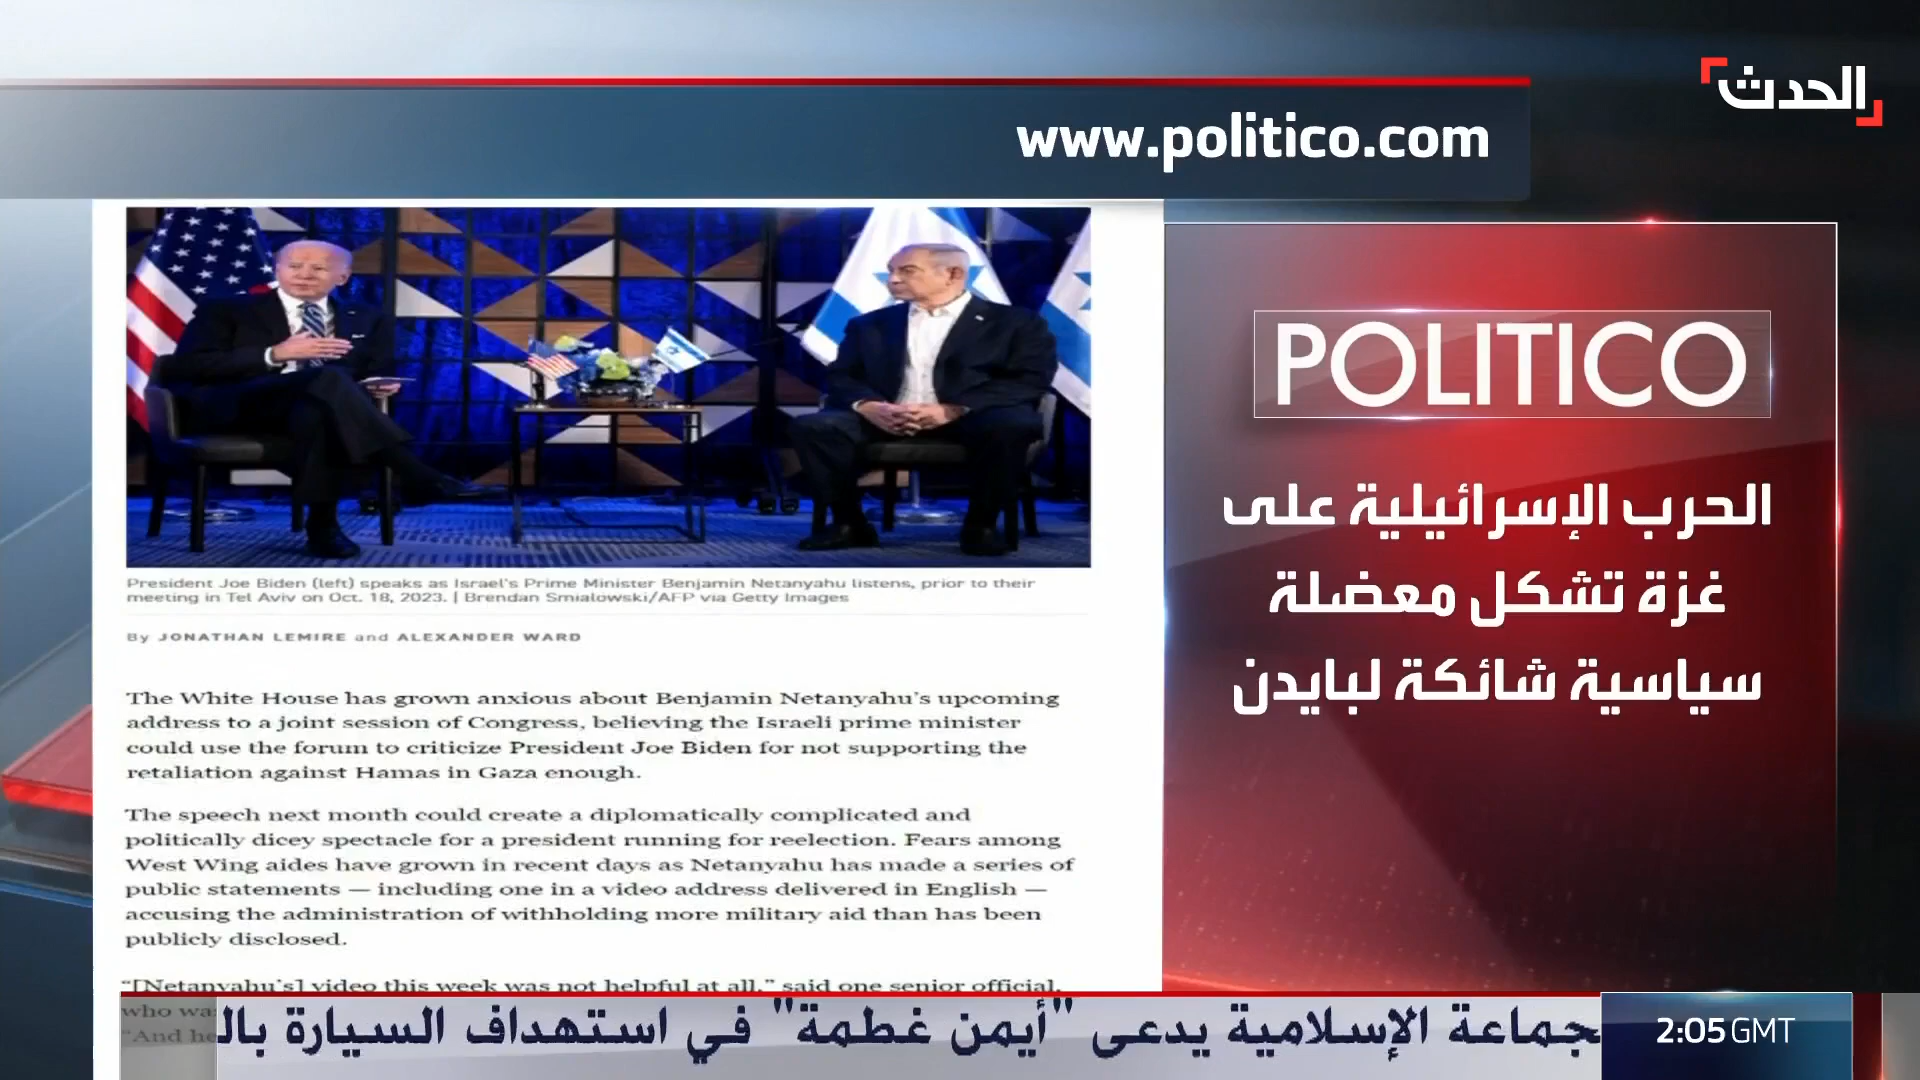 الحدث
www.politico.com
POLITICO
الحرب الإسرائيلية على
غزة تشكل معضلة
سياسية شائكة لبايدن
President Joe Biden (left) speaks as Israel's Prime Minister Benjamin Netanyahu listens, prior to their
meeting in Tel Aviv on Oct. 18, 2023. | Brendan Smialowski/AFP via Getty Images
By JONATHAN LEMIRE and ALEXANDER WARD
The White House has grown anxious about Benjamin Netanyahu's upcoming
address to a joint session of Congress, believing the Israeli prime minister
could use the forum to criticize President Joe Biden for not supporting the
retaliation against Hamas in Gaza enough.
The speech next month could create a diplomatically complicated and
politically dicey spectacle for a president running for reelection. Fears among
West Wing aides have grown in recent days as Netanyahu has made a series of
public statements — including one in a video address delivered in English —
accusing the administration of withholding more military aid than has been
publicly disclosed.
"[Netanyahu's] video this week was not helpful at all," said one senior official,
who wa
"And he
جماعة الإسلامية يدعى "أيمن غطمة" في استهداف السيارة بال
2:05 GMT